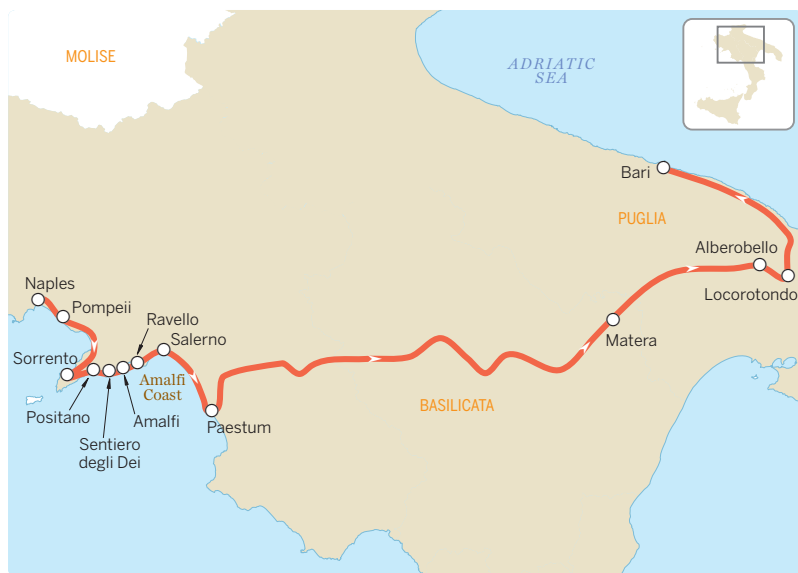 MOLISE
ADRIATIC
SEA
Bari
PUGLIA
Alberobello
Locorotondo
Naples
Pompeii
Ravello
Salerno
Matera
Sorrento
Amalfi
Coast
Positano
Amalfi
BASILICATA
Paestum
Sentiero
degli Dei